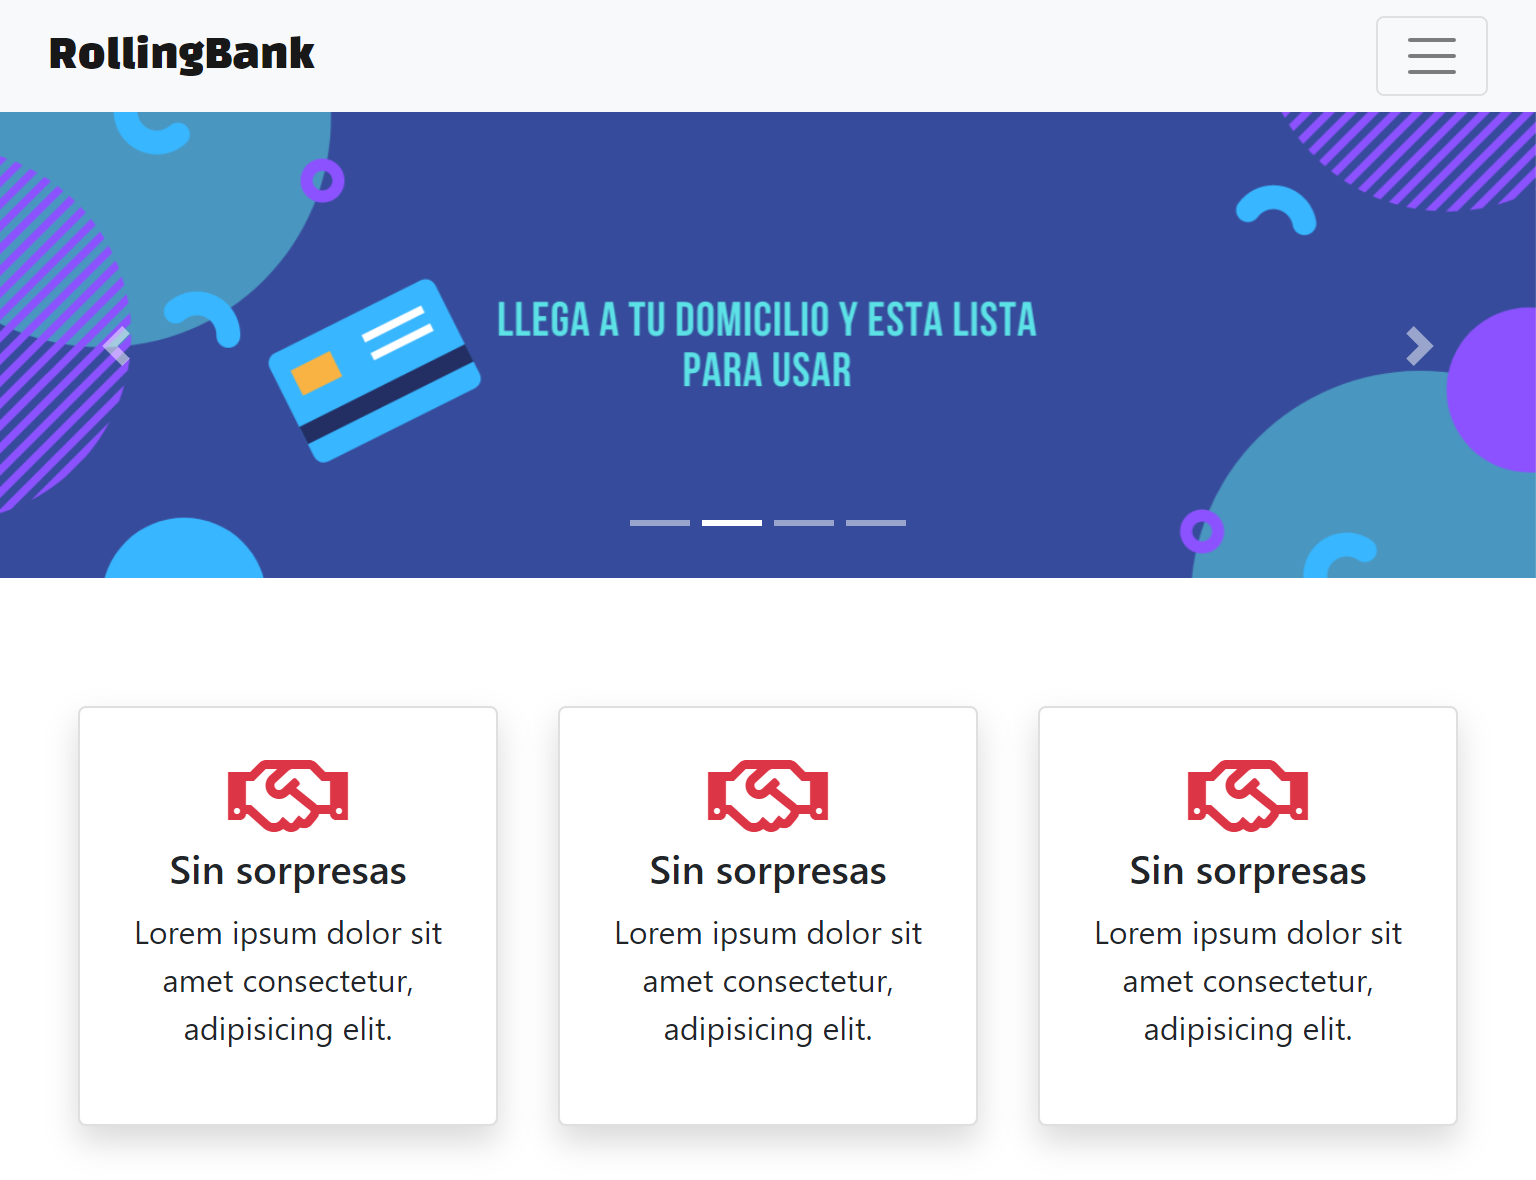 RollingBank
LLEGA A TU DOMICILIO Y ESTA LISTA
PARA USAR
Sin sorpresas
Lorem ipsum dolor sit
amet consectetur,
adipisicing elit.
Sin sorpresas
Lorem ipsum dolor sit
amet consectetur,
adipisicing elit.
Sin sorpresas
Lorem ipsum dolor sit
amet consectetur,
adipisicing elit.